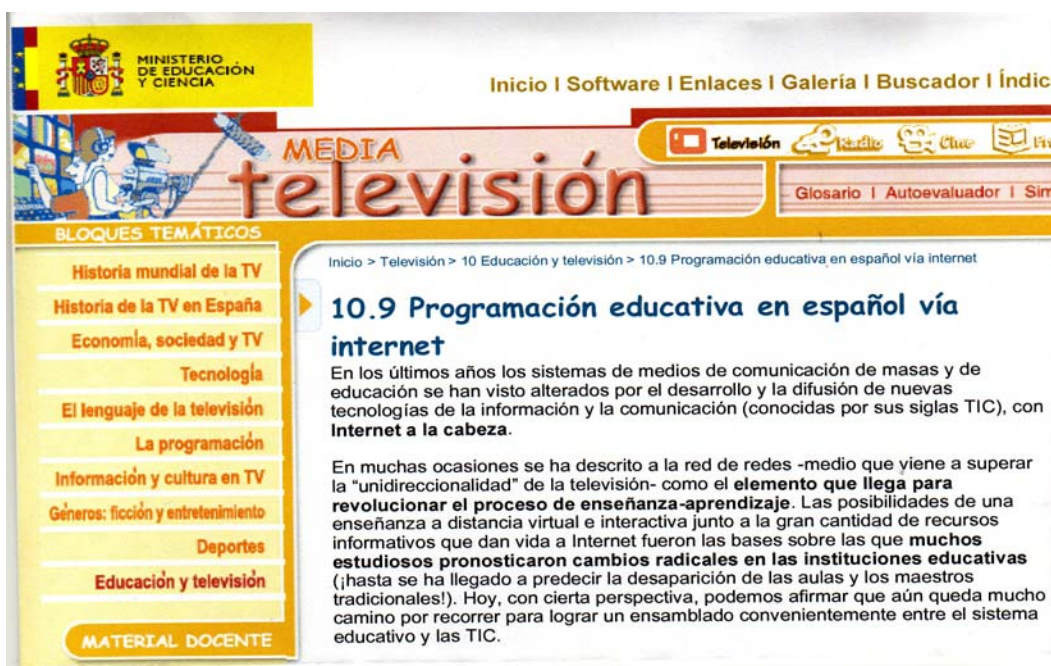 MINISTERIO
DE EDUCACIÓN
Y CIENCIA
Inicio I Software I Enlaces I Galería I Buscador I Índic
MEDIA
televisión
Televisión Radio Cine
Glosario I Autoevaluador I Sim
BLOQUES TEMÁTICOS
Historia mundial de la TV
Historia de la TV en España
Economía, sociedad y TV
Tecnología
El lenguaje de la televisión
La programación
Información y cultura en TV
Géneros: ficción y entretenimiento
Deportes
Educación y televisión
MATERIAL DOCENTE
Inicio > Televisión > 10 Educación y televisión > 10.9 Programación educativa en español vía internet
10.9 Programación educativa en español vía
internet
En los últimos años los sistemas de medios de comunicación de masas y de
educación se han visto alterados por el desarrollo y la difusión de nuevas
tecnologías de la información y la comunicación (conocidas por sus siglas TIC), con
Internet a la cabeza.
En muchas ocasiones se ha descrito a la red de redes -medio que viene a superar
la “unidireccionalidad” de la televisión- como el elemento que llega para
revolucionar el proceso de enseñanza-aprendizaje. Las posibilidades de una
enseñanza a distancia virtual e interactiva junto a la gran cantidad de recursos
informativos que dan vida a Internet fueron las bases sobre las que muchos
estudiosos pronosticaron cambios radicales en las instituciones educativas
(¡hasta se ha llegado a predecir la desaparición de las aulas y los maestros
tradicionales!). Hoy, con cierta perspectiva, podemos afirmar que aún queda mucho
camino por recorrer para lograr un ensamblado convenientemente entre el sistema
educativo y las TIC.